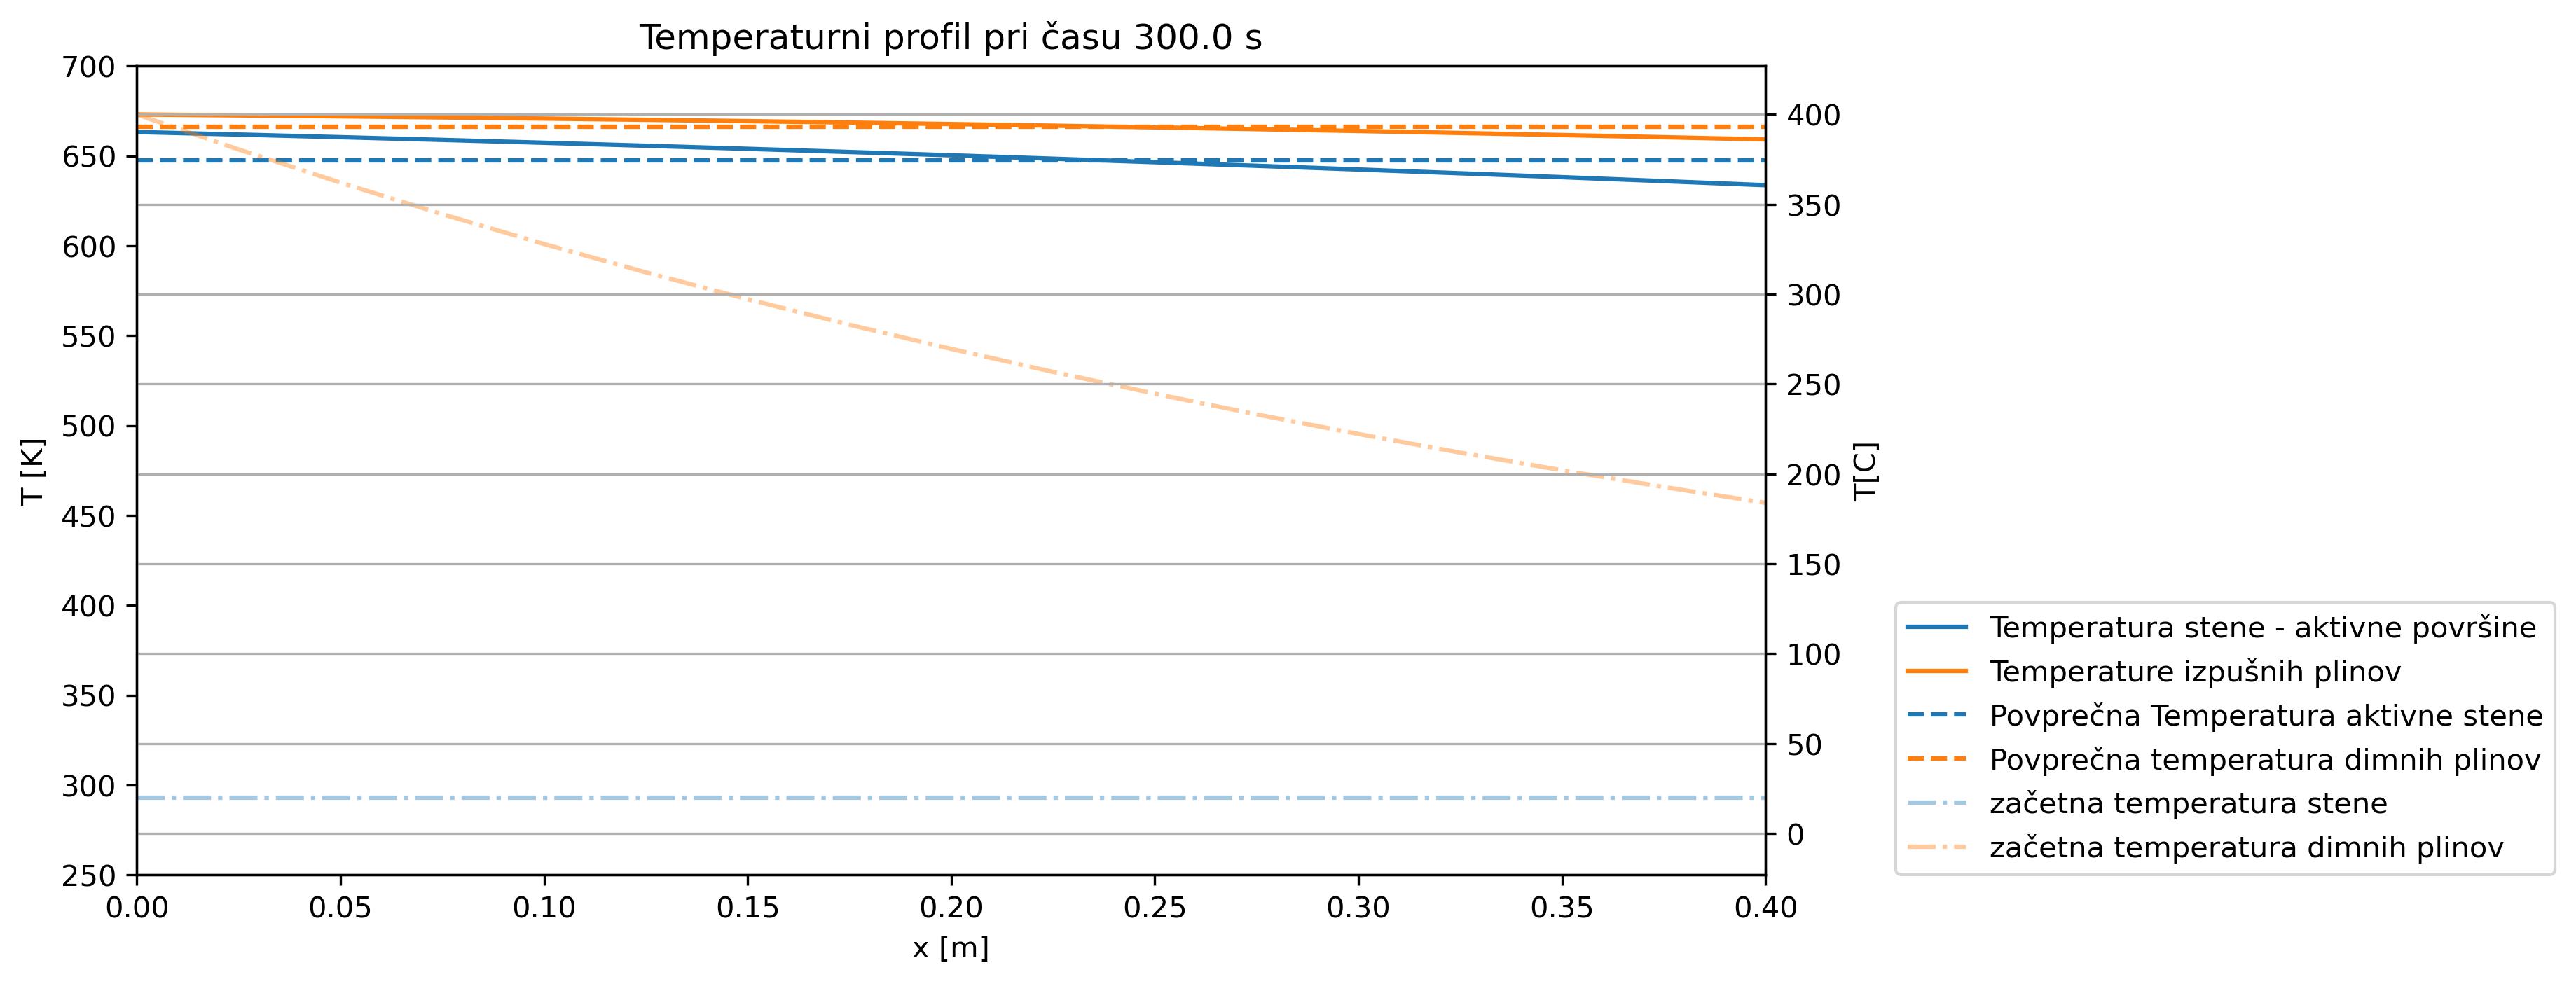 Temperaturni profil pri času 300.0 s
700
650
600
550
500
450
400
350
300
250
T [K]
0.00 0.05 0.10 0.15 0.20 0.25 0.30 0.35 0.40
x [m]
400
350
300
250
200
150
100
50
0
T[C]
Temperatura stene - aktivne površine
Temperature izpušnih plinov
Povprečna Temperatura aktivne stene
Povprečna temperatura dimnih plinov
začetna temperatura stene
začetna temperatura dimnih plinov